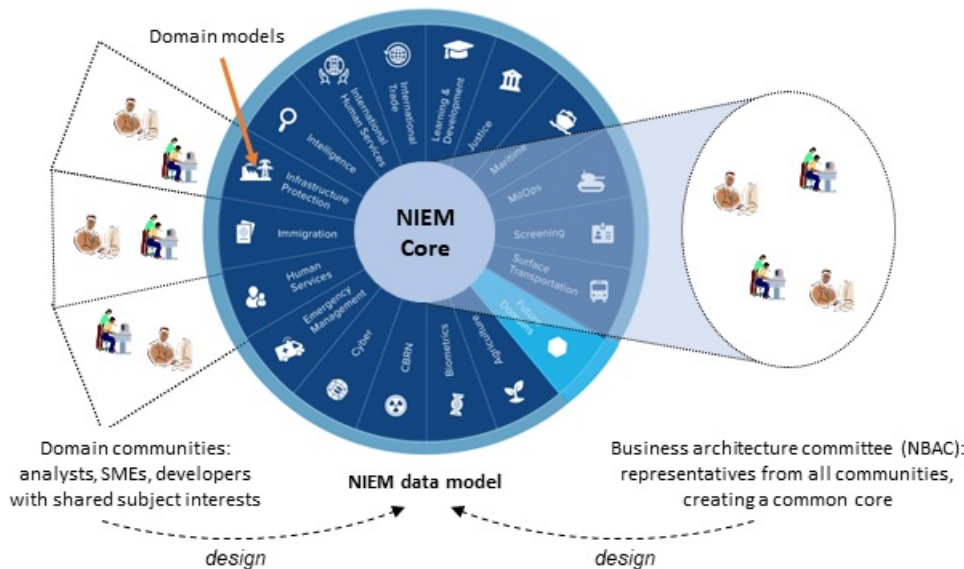 Domain models
International
Human Services
International
Trade
Learning &
Development
Justice
Maritime
MilOps
Screening
Surface
Transportation
Future
Domains
Agriculture
Biometrics
CBRN
Cyber
Emergency
Management
Human
Services
Immigration
Infrastructure
Protection
Intelligence
NIEM
Core
Domain communities:
analysts, SMEs, developers
with shared subject interests
NIEM data model
Business architecture committee (NBAC):
representatives from all communities,
creating a common core
design
design